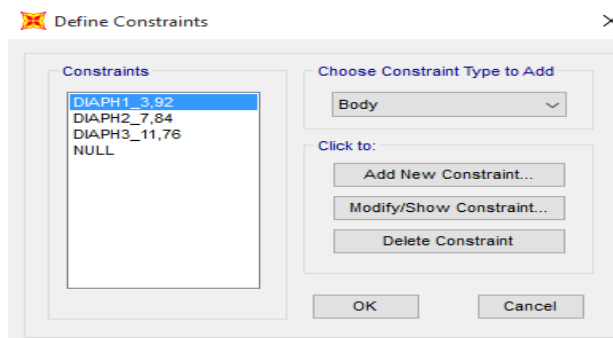 Define Constraints
Constraints
DIAPH1_3,92
DIAPH2_7,84
DIAPH3_11,76
NULL
Choose Constraint Type to Add
Body
Click to:
Add New Constraint...
Modify/Show Constraint...
Delete Constraint
OK
Cancel